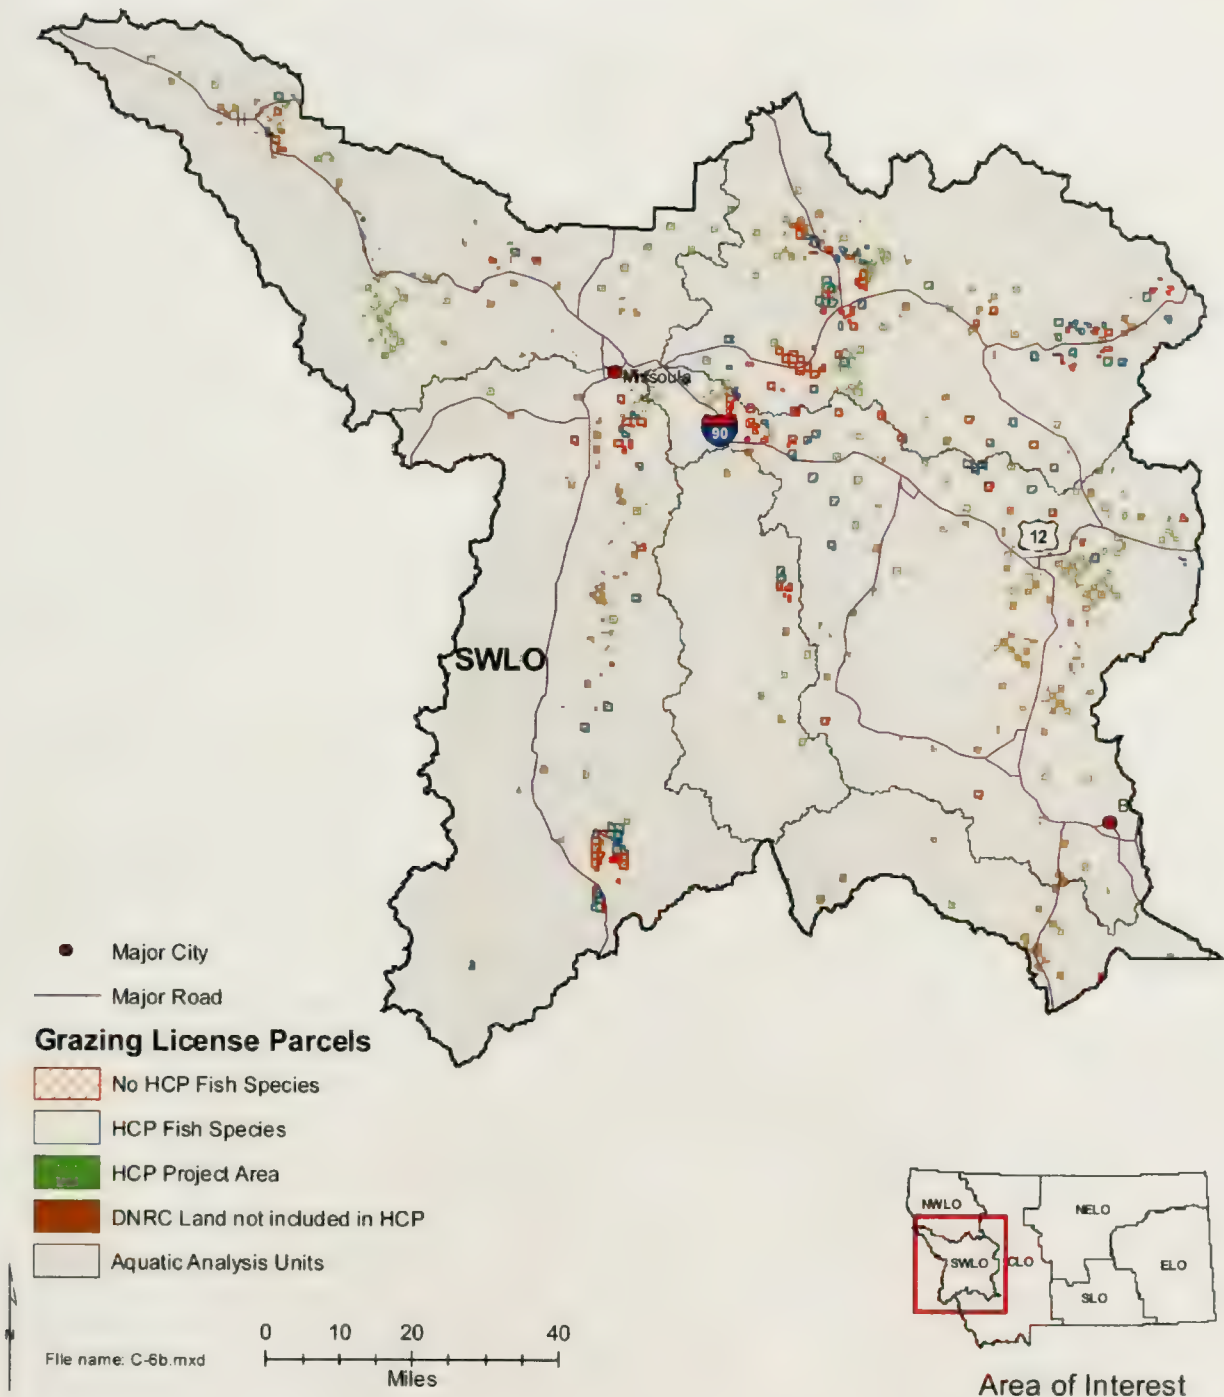 Missoula
90
12
SWLO
B
Major City
Major Road
Grazing License Parcels
No HCP Fish Species
HCP Fish Species
HCP Project Area
DNRC Land not included in HCP
Aquatic Analysis Units
N
File name: C-6b.mxd
0 10 20 40
Miles
NWLO
NELO
SWLO
CLO
ELO
SLO
Area of Interest